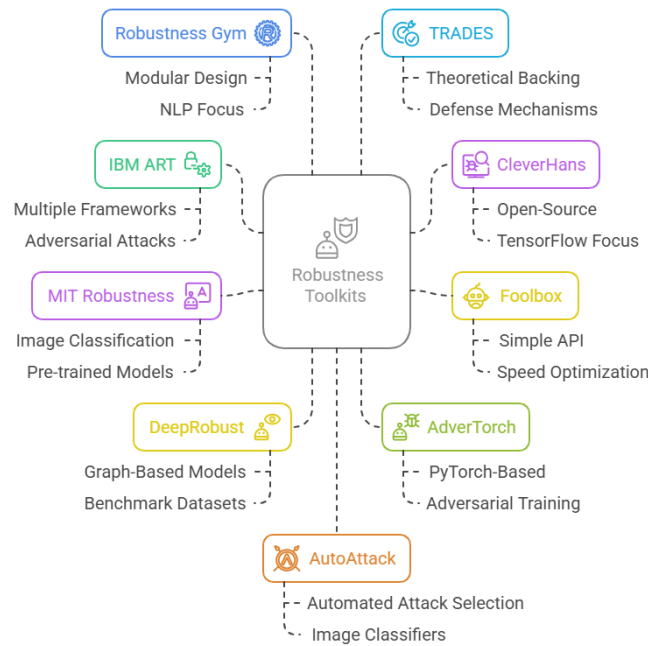 Robustness Gym
Modular Design
NLP Focus
TRADES
Theoretical Backing
Defense Mechanisms
IBM ART
Multiple Frameworks
Adversarial Attacks
CleverHans
Open-Source
TensorFlow Focus
Robustness
Toolkits
MIT Robustness
A
Image Classification
Pre-trained Models
Foolbox
Simple API
Speed Optimization
DeepRobust
Graph-Based Models
Benchmark Datasets
AdverTorch
PyTorch-Based
Adversarial Training
AutoAttack
Automated Attack Selection
Image Classifiers